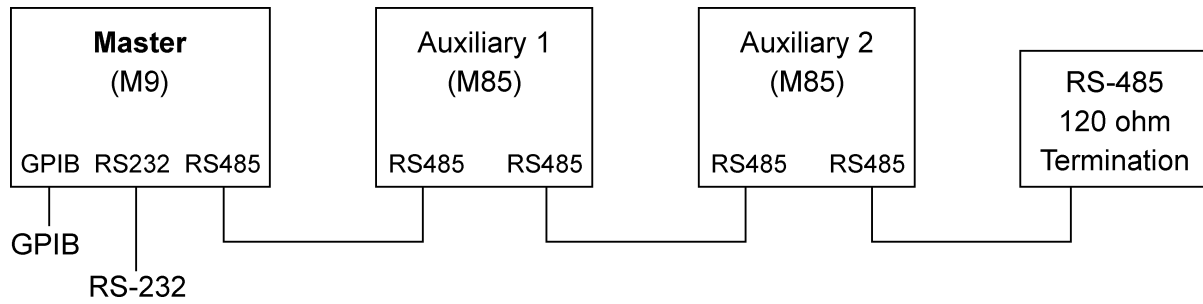 Master
(M9)
GPIB RS232 RS485
Auxiliary 1
(M85)
RS485 RS485
Auxiliary 2
(M85)
RS485 RS485
RS-485
120 ohm
Termination
GPIB
RS-232